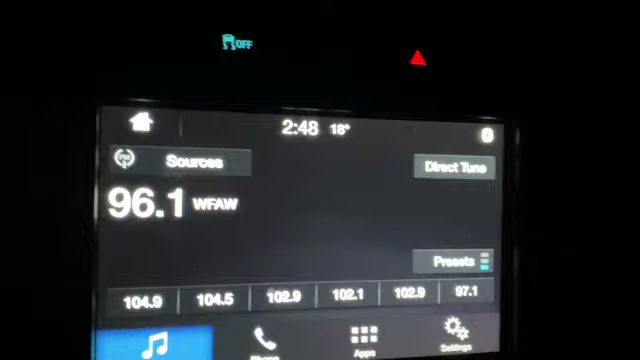 OFF
2:48 18°
FM Sources
Direct Tune
96.1 WFAW
Presets
104.9 104.5 102.9 102.1 102.9 97.1
Phone Apps Settings